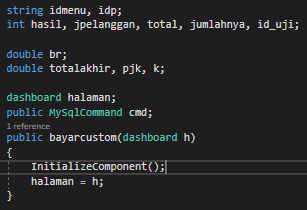 string idmenu, idp;
int hasil, jpelanggan, total, jumlahnya, id_uji;
double br;
double totalakhir, pjk, k;
dashboard halaman;
public MySqlCommand cmd;
1 reference
public bayarcustom(dashboard h)
{
InitializeComponent();
halaman = h;
}